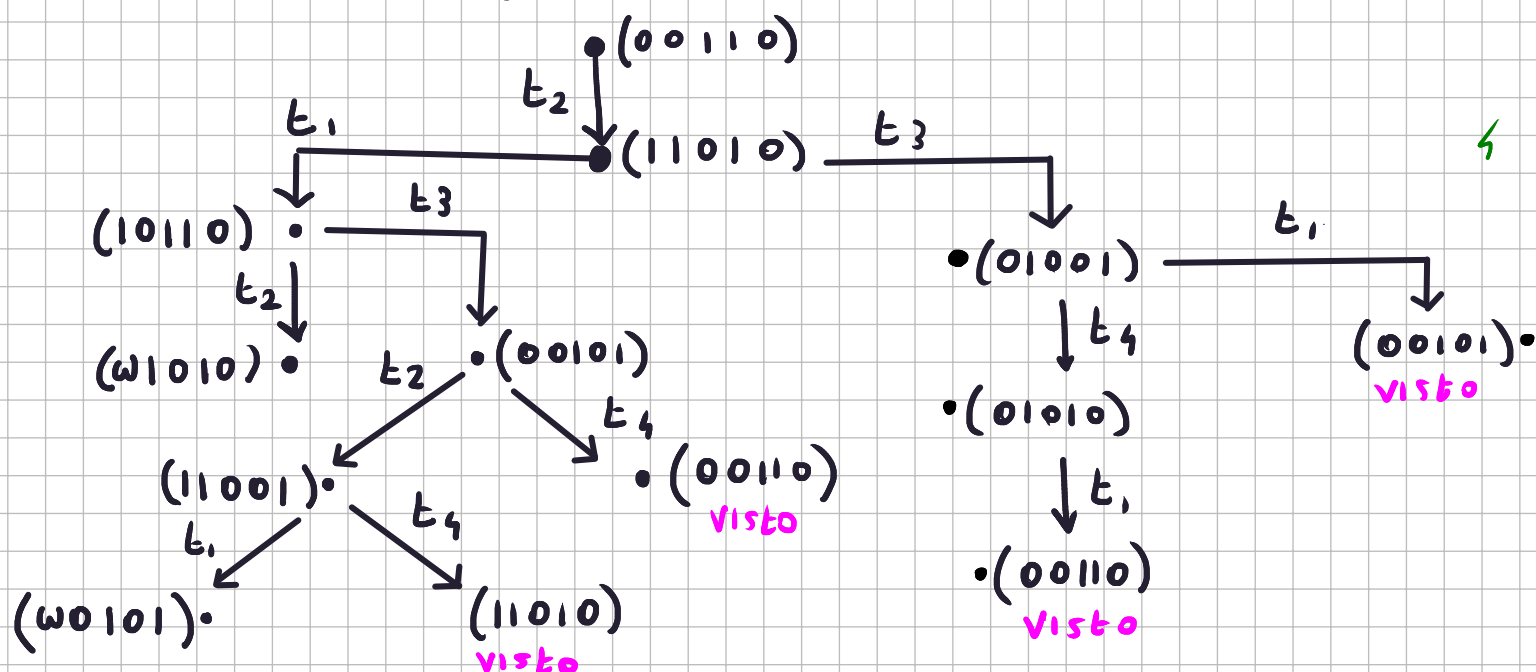 (00110)
t2
t1
(11010)
t3
4
(10110)
t3
t1
(01001)
t2
t4
(00101)
visto
(ω1010)
t2
(00101)
t4
(01010)
(11001)
t4
(00110)
visto
t1
t1
(00110)
visto
(ω0101)
(11010)
visto